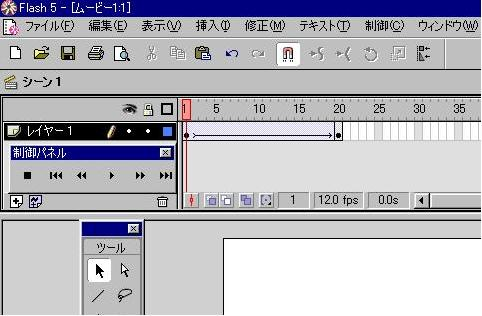 Flash 5 - [ムービー1:1]
ファイル(F) 編集(E) 表示(V) 挿入(I) 修正(M) テキスト(T) 制御(C) ウィンドウ(W)
シーン 1
1 5 10 15 20 25 30 35
レイヤー 1
制御パネル
1 12.0 fps 0.0s
ツール